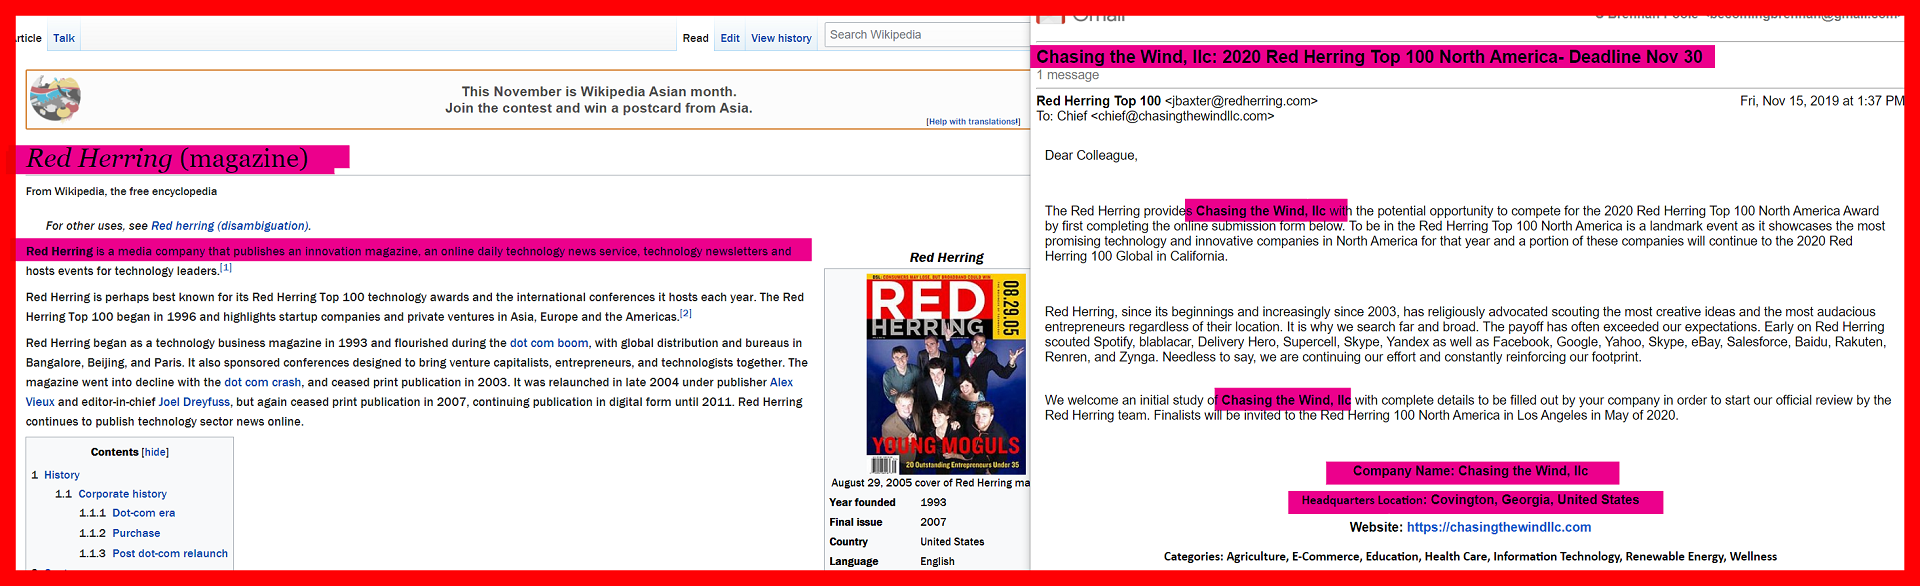 Article Talk
Read Edit View history
Search Wikipedia
This November is Wikipedia Asian month.
Join the contest and win a postcard from Asia.
[Help with translations!]
Red Herring (magazine)
From Wikipedia, the free encyclopedia
For other uses, see Red herring (disambiguation).
Red Herring is a media company that publishes an innovation magazine, an online daily technology news service, technology newsletters and
hosts events for technology leaders.[1]
Red Herring is perhaps best known for its Red Herring Top 100 technology awards and the international conferences it hosts each year. The Red
Herring Top 100 began in 1996 and highlights startup companies and private ventures in Asia, Europe and the Americas.[2]
Red Herring began as a technology business magazine in 1993 and flourished during the dot com boom, with global distribution and bureaus in
Bangalore, Beijing, and Paris. It also sponsored conferences designed to bring venture capitalists, entrepreneurs, and technologists together. The
magazine went into decline with the dot com crash, and ceased print publication in 2003. It was relaunched in late 2004 under publisher Alex
Vieux and editor-in-chief Joel Dreyfuss, but again ceased print publication in 2007, continuing publication in digital form until 2011. Red Herring
continues to publish technology sector news online.
Contents [hide]
1 History
1.1 Corporate history
1.1.1 Dot-com era
1.1.2 Purchase
1.1.3 Post dot-com relaunch
Red Herring
RED
HERRING
08.29.05
YOUNG MOGULS
20 Outstanding Entrepreneurs Under 35
August 29, 2005 cover of Red Herring ma
Year founded 1993
Final issue 2007
Country United States
Language English
Gmail
Chasing the Wind, llc: 2020 Red Herring Top 100 North America- Deadline Nov 30
1 message
Red Herring Top 100 <jbaxter@redherring.com> Fri, Nov 15, 2019 at 1:37 PM
To: Chief <chief@chasingthewindllc.com>
Dear Colleague,
The Red Herring provides Chasing the Wind, llc with the potential opportunity to compete for the 2020 Red Herring Top 100 North America Award
by first completing the online submission form below. To be in the Red Herring Top 100 North America is a landmark event as it showcases the most
promising technology and innovative companies in North America for that year and a portion of these companies will continue to the 2020 Red
Herring 100 Global in California.
Red Herring, since its beginnings and increasingly since 2003, has religiously advocated scouting the most creative ideas and the most audacious
entrepreneurs regardless of their location. It is why we search far and broad. The payoff has often exceeded our expectations. Early on Red Herring
scouted Spotify, blablacar, Delivery Hero, Supercell, Skype, Yandex as well as Facebook, Google, Yahoo, Skype, eBay, Salesforce, Baidu, Rakuten,
Renren, and Zynga. Needless to say, we are continuing our effort and constantly reinforcing our footprint.
We welcome an initial study of Chasing the Wind, llc with complete details to be filled out by your company in order to start our official review by the
Red Herring team. Finalists will be invited to the Red Herring 100 North America in Los Angeles in May of 2020.
Company Name: Chasing the Wind, llc
Headquarters Location: Covington, Georgia, United States
Website: https://chasingthewindllc.com
Categories: Agriculture, E-Commerce, Education, Health Care, Information Technology, Renewable Energy, Wellness